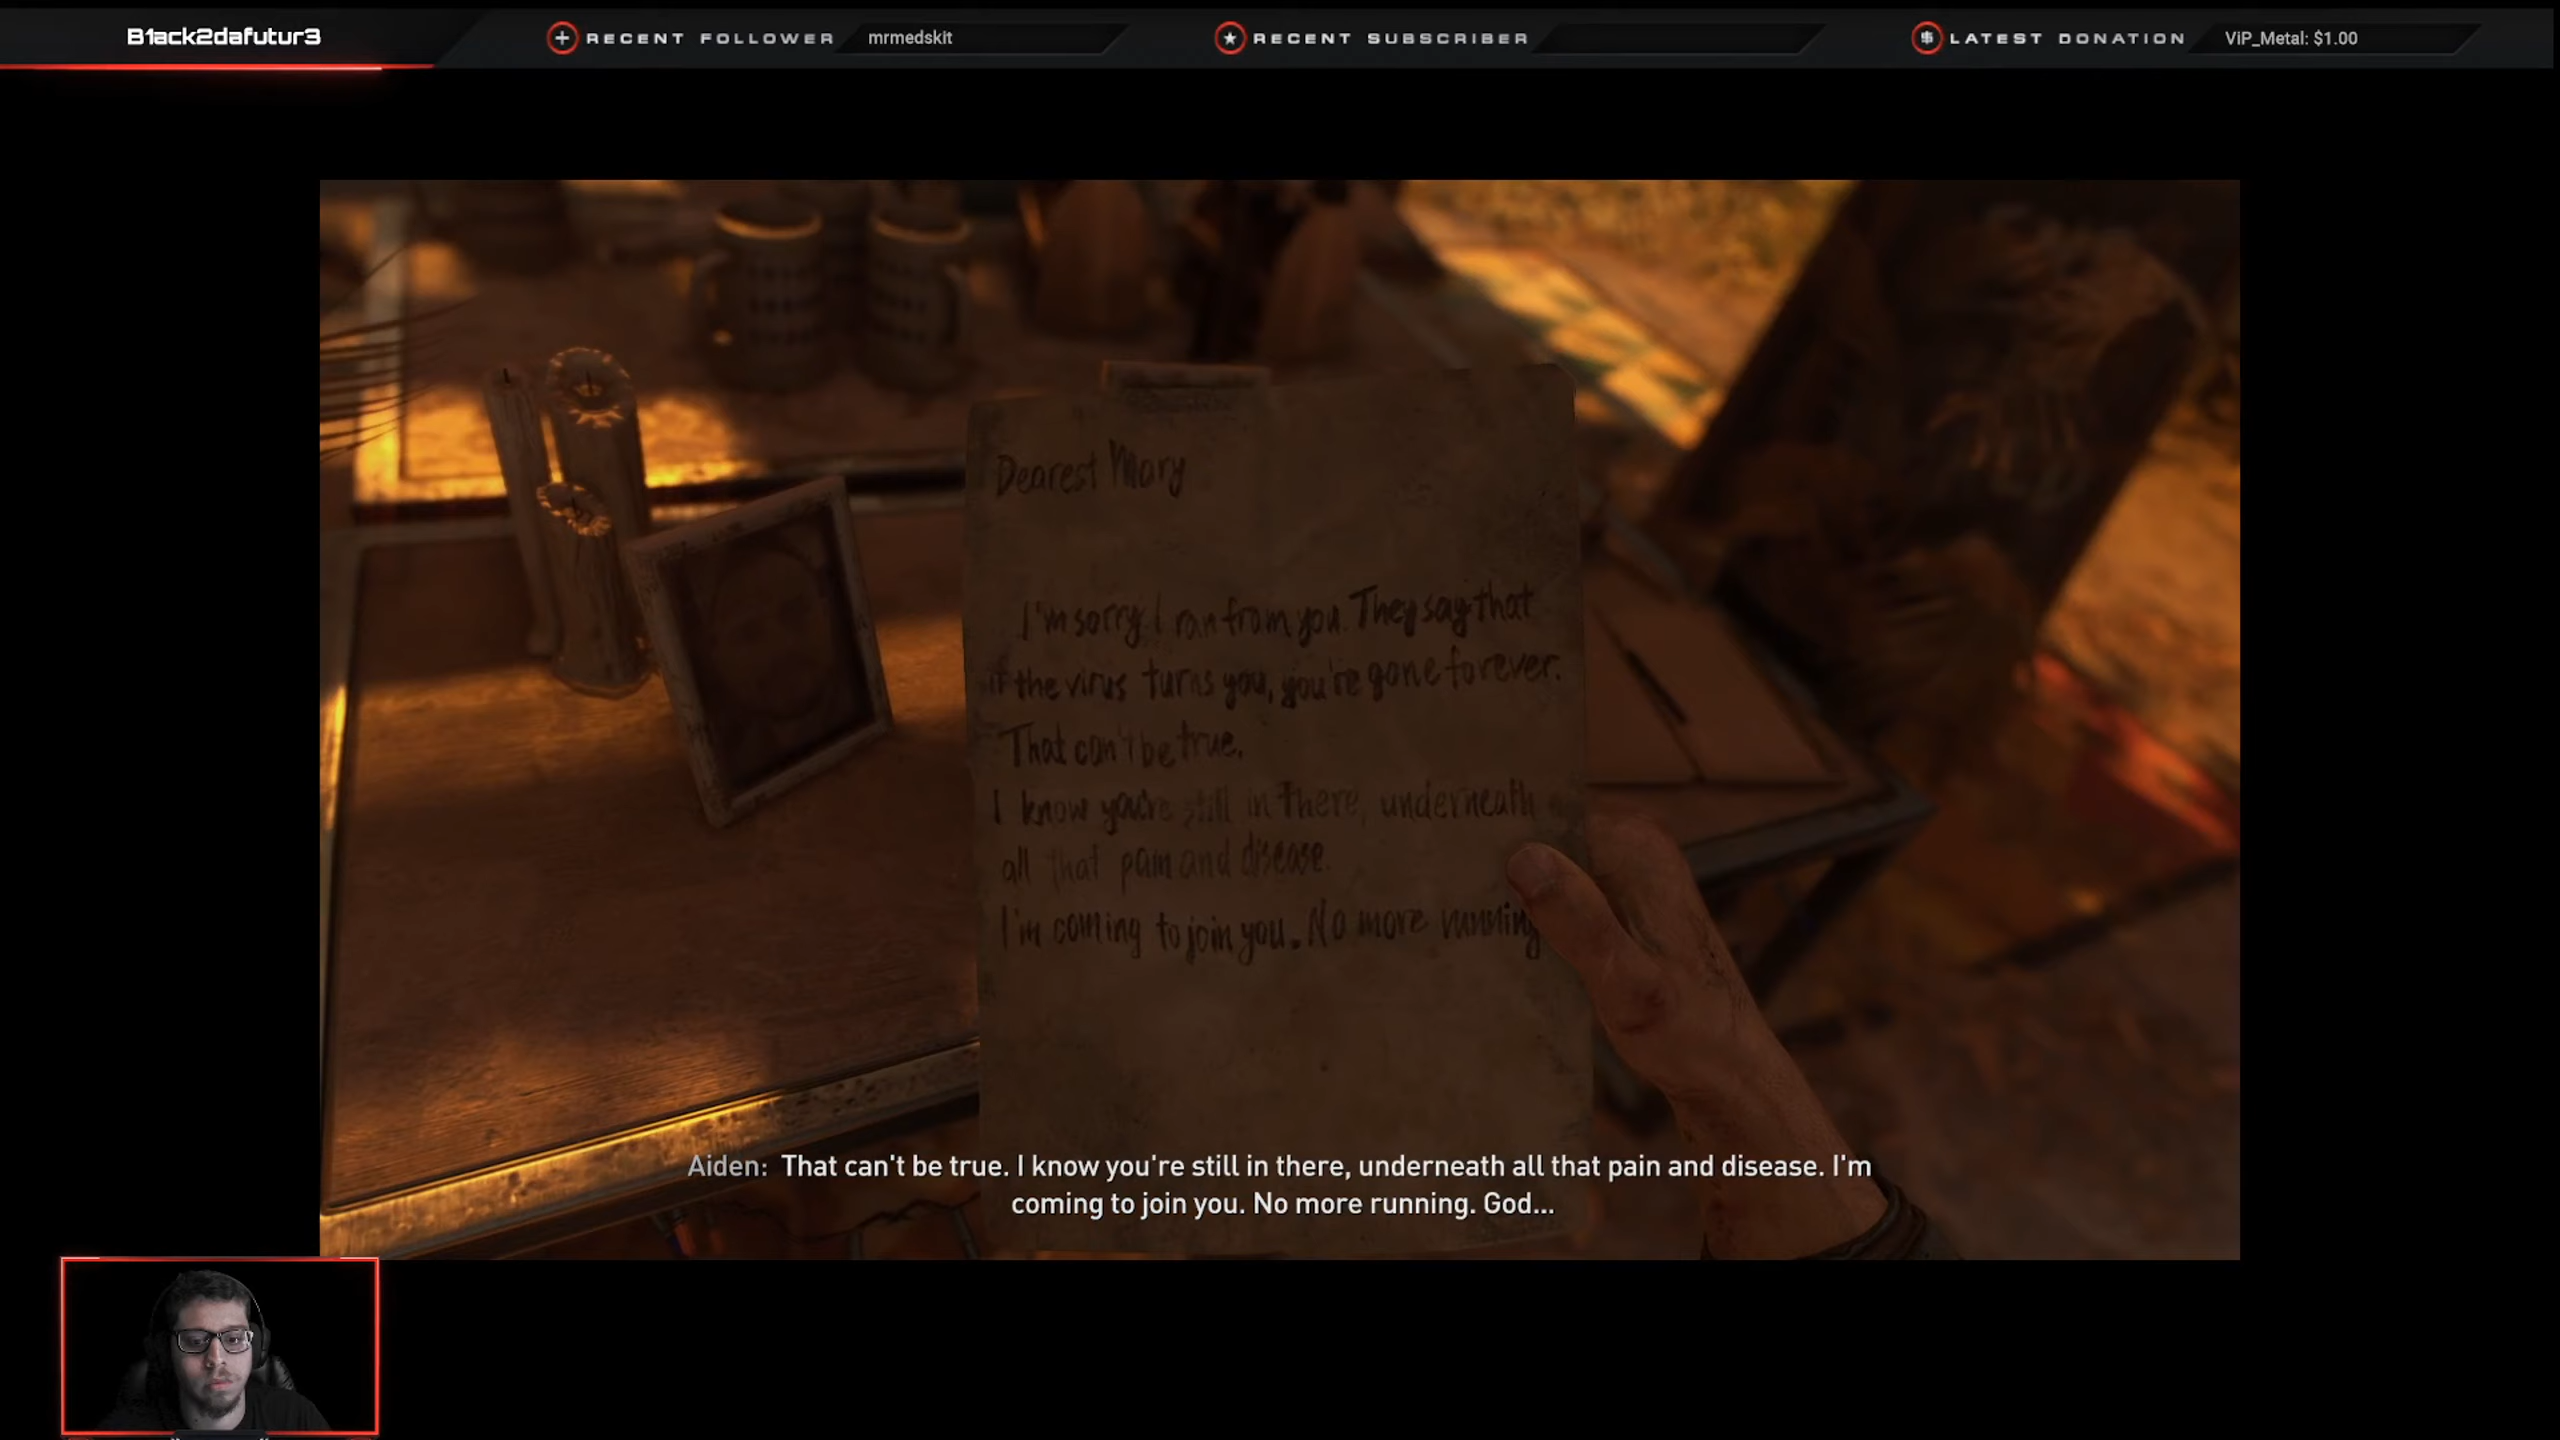 B1ack2dafutur3
RECENT FOLLOWER
mrmedskit
RECENT SUBSCRIBER
LATEST DONATION
ViP_Metal: $1.00
Dearest Mary
I'm sorry I ran from you. They say that
if the virus turns you, you're gone forever.
That can't be true.
I know you're still in there, underneath
all that pain and disease.
I'm coming to join you. No more running
Aiden: That can't be true. I know you're still in there, underneath all that pain and disease. I'm
coming to join you. No more running. God...